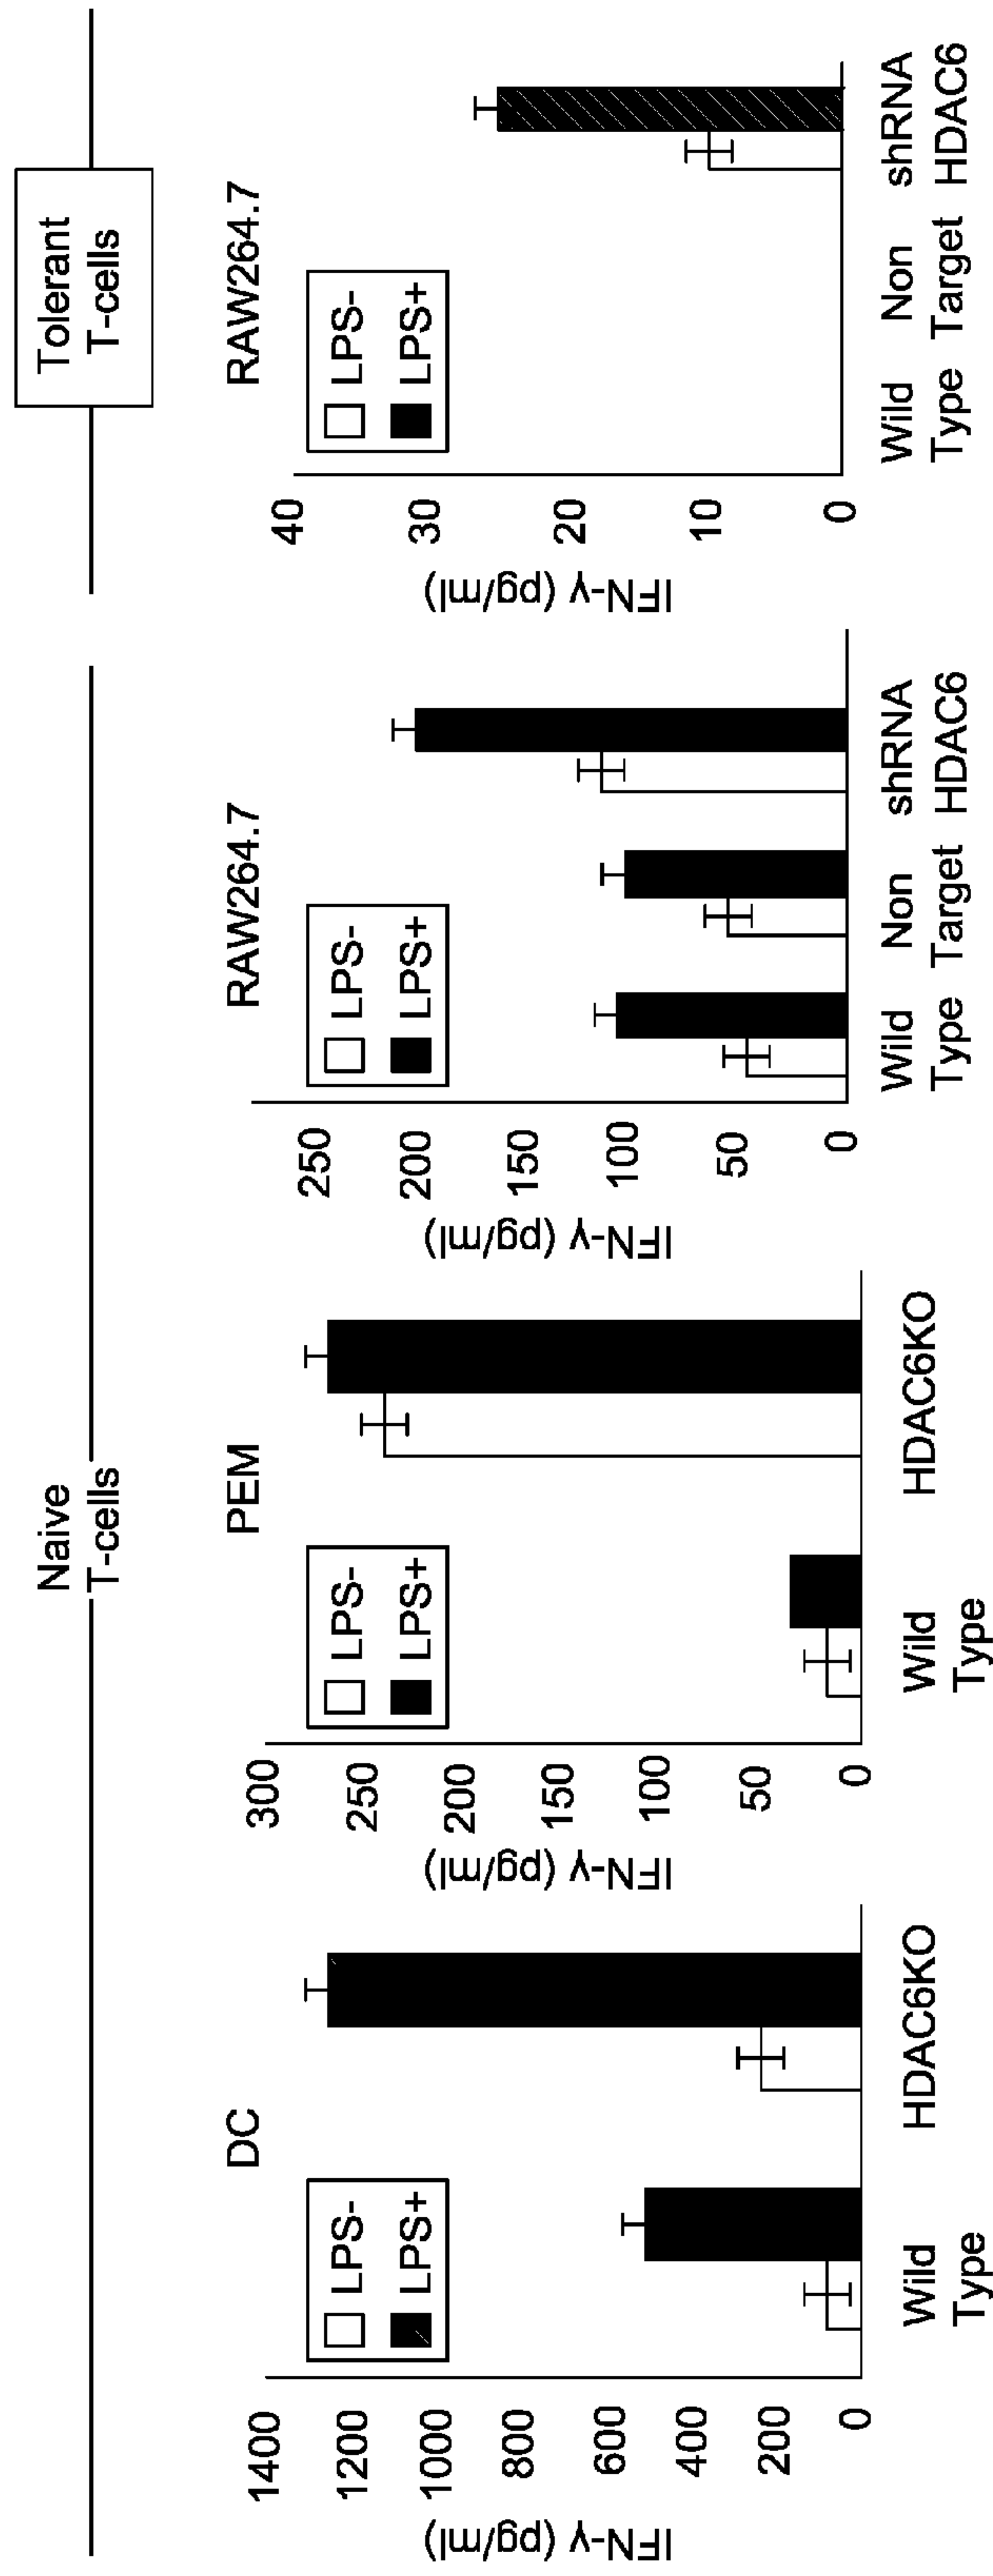 Naive
T-cells
Tolerant
T-cells
DC
LPS-
LPS+
IFN-γ (pg/ml)
1400
1200
1000
800
600
400
200
0
Wild
Type
HDAC6KO
PEM
LPS-
LPS+
IFN-γ (pg/ml)
300
250
200
150
100
50
0
Wild
Type
HDAC6KO
RAW264.7
LPS-
LPS+
IFN-γ (pg/ml)
250
200
150
100
50
0
Wild
Type
Non
Target
shRNA
HDAC6
RAW264.7
LPS-
LPS+
IFN-γ (pg/ml)
40
30
20
10
0
Wild
Type
Non
Target
shRNA
HDAC6